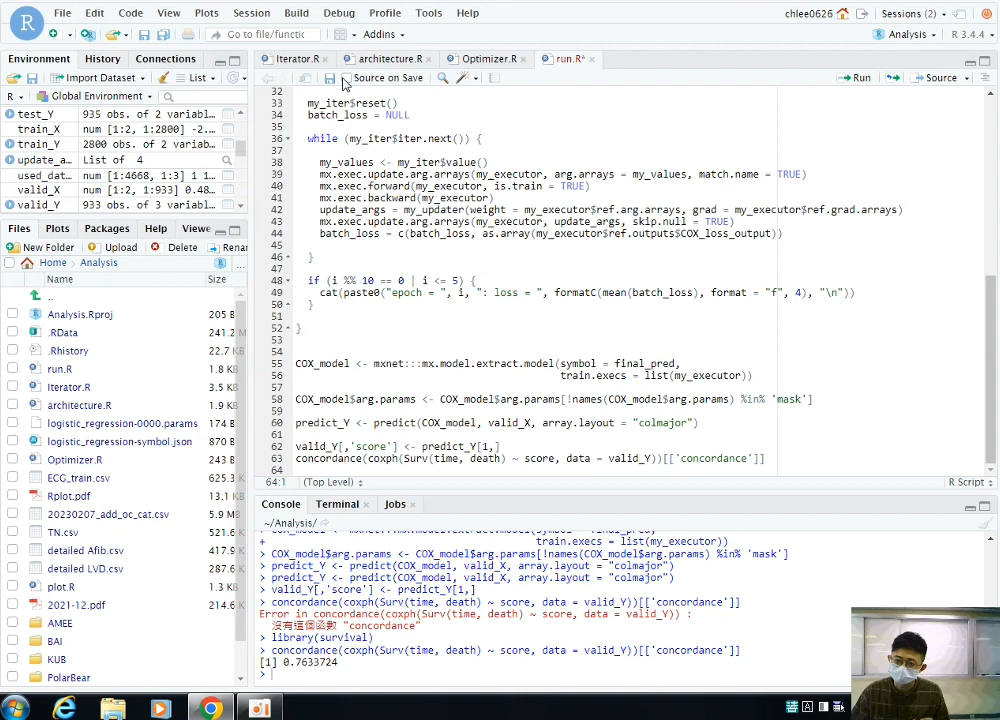 R
File Edit Code View Plots Session Build Debug Profile Tools Help
chlee0626
Sessions (2)
Go to file/functic
Addins
Analysis
R 3.4.4
Environment History Connections
Import Dataset
List
R
Global Environment
test_Y 935 obs. of 2 variabl…
train_X num [1:2, 1:2800] -2...
train_Y 2800 obs. of 2 variab…
update_a… List of 4
used_dat… num [1:4668, 1:3] 1 1…
valid_X num [1:2, 1:933] 0.48…
valid_Y 933 obs. of 3 variabl…
Files Plots Packages Help Viewe
New Folder Upload Delete Renar
Home Analysis
...
Name Size
..
Analysis.Rproj 205 B
.RData 241.2 M
.Rhistory 22.7 KB
run.R 1.8 KB
Iterator.R 3.5 KB
architecture.R 1.9 KB
logistic_regression-0000.params 174 B
logistic_regression-symbol.json 870 B
Optimizer.R 243 B
ECG_train.csv 625.3 K
Rplot.pdf 13.1 KB
20230207_add_oc_cat.csv 5.9 MB
TN.csv 521.6 K
detailed Afib.csv 417.9 K
detailed LVD.csv 287.6 K
plot.R 1.3 KB
2021-12.pdf 214.6 K
AMEE
BAI
KUB
PolarBear
Iterator.R architecture.R Optimizer.R run.R*
Source on Save
Run
Source
32
33 my_iter$reset()
34 batch_loss = NULL
35
36 while (my_iter$iter.next()) {
37
38 my_values <- my_iter$value()
39 mx.exec.update.arg.arrays(my_executor, arg.arrays = my_values, match.name = TRUE)
40 mx.exec.forward(my_executor, is.train = TRUE)
41 mx.exec.backward(my_executor)
42 update_args = my_updater(weight = my_executor$ref.arg.arrays, grad = my_executor$ref.grad.arrays)
43 mx.exec.update.arg.arrays(my_executor, update_args, skip.null = TRUE)
44 batch_loss = c(batch_loss, as.array(my_executor$ref.outputs$COX_loss_output))
45
46 }
47
48 if (i %% 10 == 0 | i <= 5) {
49 cat(paste0("epoch = ", i, ": loss = ", formatC(mean(batch_loss), format = "f", 4), "\n"))
50 }
51
52 }
53
54
55 COX_model <- mxnet:::mx.model.extract.model(symbol = final_pred,
56 train.execs = list(my_executor))
57
58 COX_model$arg.params <- COX_model$arg.params[!names(COX_model$arg.params) %in% 'mask']
59
60 predict_Y <- predict(COX_model, valid_X, array.layout = "colmajor")
61
62 valid_Y[,'score'] <- predict_Y[1,]
63 concordance(coxph(Surv(time, death) ~ score, data = valid_Y))[['concordance']]
64
64:1 (Top Level) R Script
Console Terminal Jobs
~/Analysis/
> COX_model <- mxnet:::mx.model.extract.model(symbol = final_pred,
+ train.execs = list(my_executor))
> COX_model$arg.params <- COX_model$arg.params[!names(COX_model$arg.params) %in% 'mask']
> predict_Y <- predict(COX_model, valid_X, array.layout = "colmajor")
> predict_Y <- predict(COX_model, valid_X, array.layout = "colmajor")
> valid_Y[,'score'] <- predict_Y[1,]
> concordance(coxph(Surv(time, death) ~ score, data = valid_Y))[['concordance']]
Error in concordance(coxph(Surv(time, death) ~ score, data = valid_Y)) :
沒有這個函數 "concordance"
> library(survival)
> concordance(coxph(Surv(time, death) ~ score, data = valid_Y))[['concordance']]
[1] 0.7633724
>